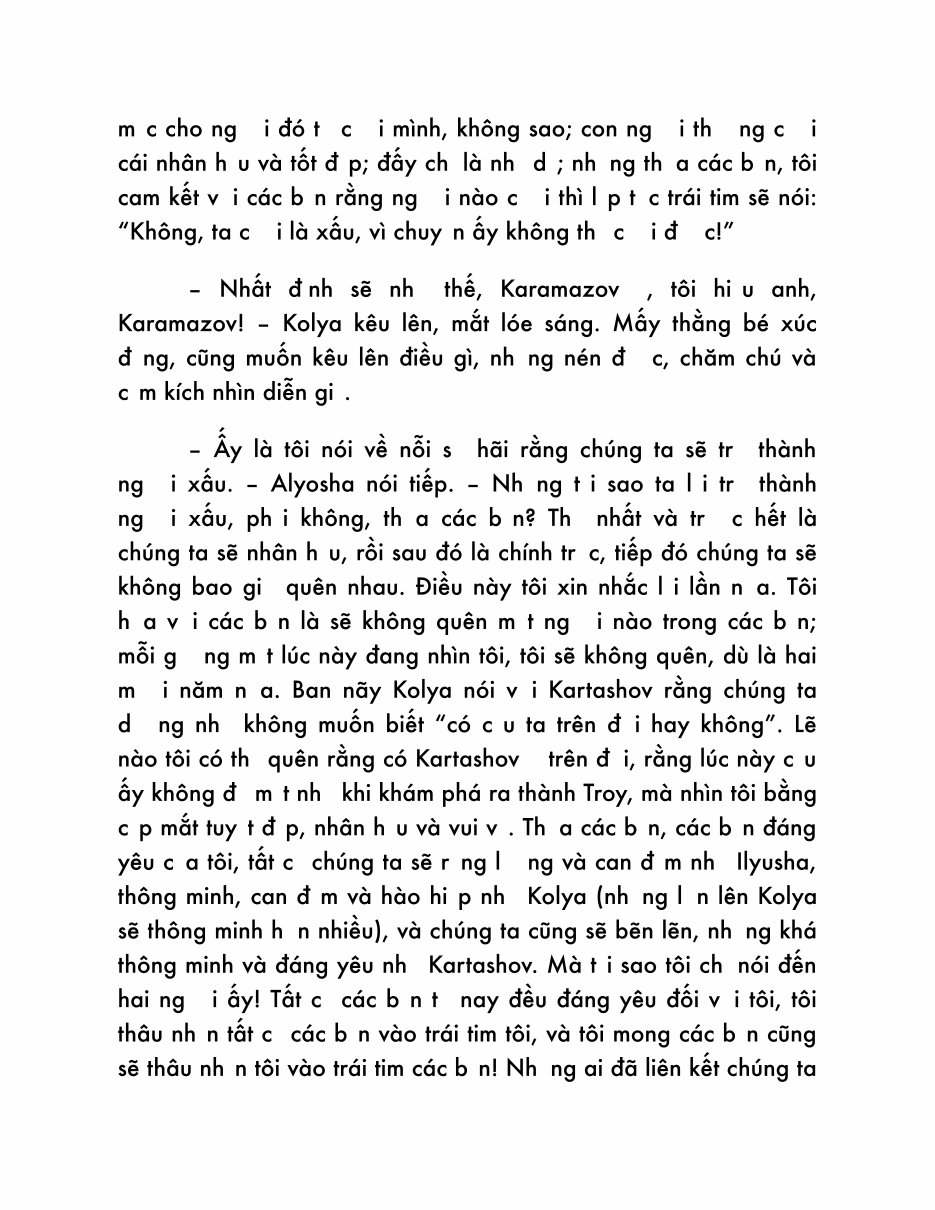 m c cho ng i đó t c i mình, không sao; con ng i th ng c i
cái nhân h u và tốt đ p; đấy ch là nh d ; nh ng th a các b n, tôi
cam kết v i các b n rằng ng i nào c i thì l p t c trái tim sẽ nói:
“Không, ta c i là xấu, vì chuy n ấy không th c i đ c!”
– Nhất đ nh sẽ nh thế, Karamazov , tôi hi u anh,
Karamazov! – Kolya kêu lên, mắt lóe sáng. Mấy thằng bé xúc
đ ng, cũng muốn kêu lên điều gì, nh ng nén đ c, chăm chú và
c m kích nhìn diễn gi .
– Ấy là tôi nói về nỗi s hãi rằng chúng ta sẽ tr thành
ng i xấu. – Alyosha nói tiếp. – Nh ng t i sao ta l i tr thành
ng i xấu, ph i không, th a các b n? Th nhất và tr c hết là
chúng ta sẽ nhân h u, rồi sau đó là chính tr c, tiếp đó chúng ta sẽ
không bao gi quên nhau. Điều này tôi xin nhắc l i lần n a. Tôi
h a v i các b n là sẽ không quên m t ng i nào trong các b n;
mỗi g ng m t lúc này đang nhìn tôi, tôi sẽ không quên, dù là hai
m i năm n a. Ban nãy Kolya nói v i Kartashov rằng chúng ta
d ng nh không muốn biết “có c u ta trên đ i hay không”. Lẽ
nào tôi có th quên rằng có Kartashov trên đ i, rằng lúc này c u
ấy không đ m t nh khi khám phá ra thành Troy, mà nhìn tôi bằng
c p mắt tuy t đ p, nhân h u và vui v . Th a các b n, các b n đáng
yêu c a tôi, tất c chúng ta sẽ r ng l ng và can đ m nh Ilyusha,
thông minh, can đ m và hào hi p nh Kolya (nh ng l n lên Kolya
sẽ thông minh h n nhiều), và chúng ta cũng sẽ bẽn lẽn, nh ng khá
thông minh và đáng yêu nh Kartashov. Mà t i sao tôi ch nói đến
hai ng i ấy! Tất c các b n t nay đều đáng yêu đối v i tôi, tôi
thâu nh n tất c các b n vào trái tim tôi, và tôi mong các b n cũng
sẽ thâu nh n tôi vào trái tim các b n! Nh ng ai đã liên kết chúng ta